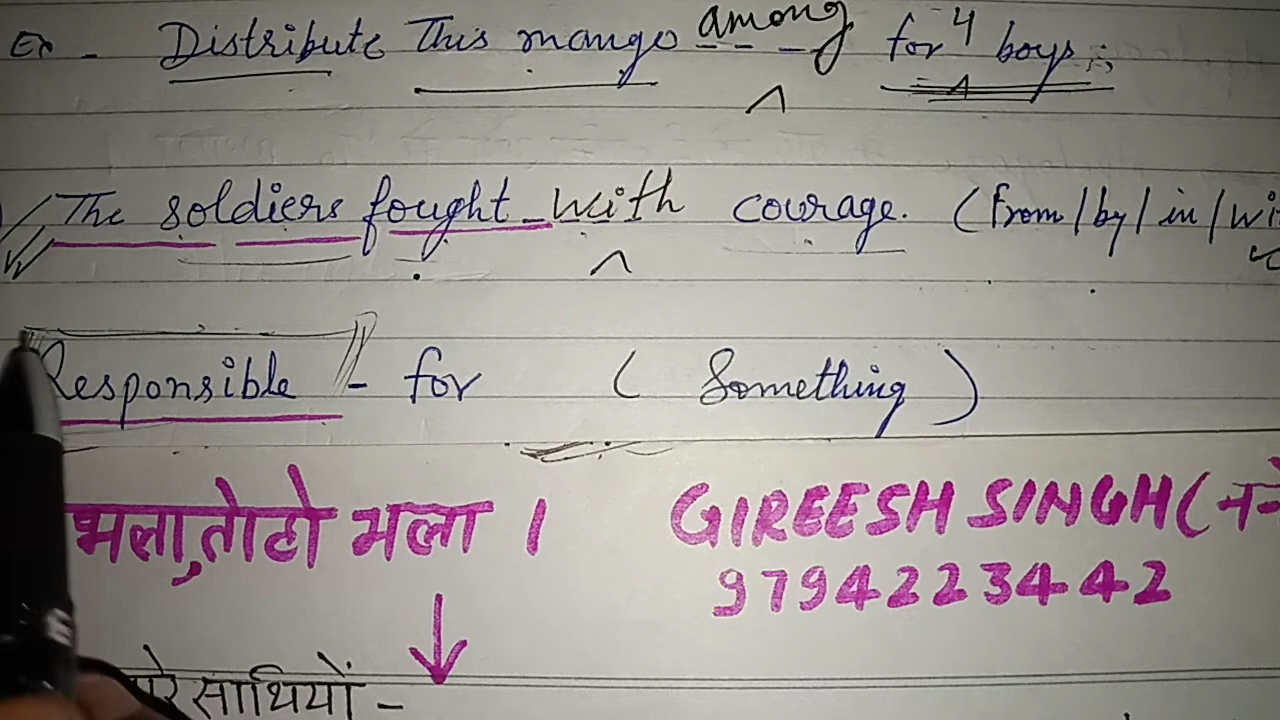 Ex - Distribute This mango among for 4 boys.
The soldiers fought with courage. (from/by/in/wi
Responsible - for ( Something )
भला,तोटो भला । GIREESH SINGH (
9794223442
साथियों -